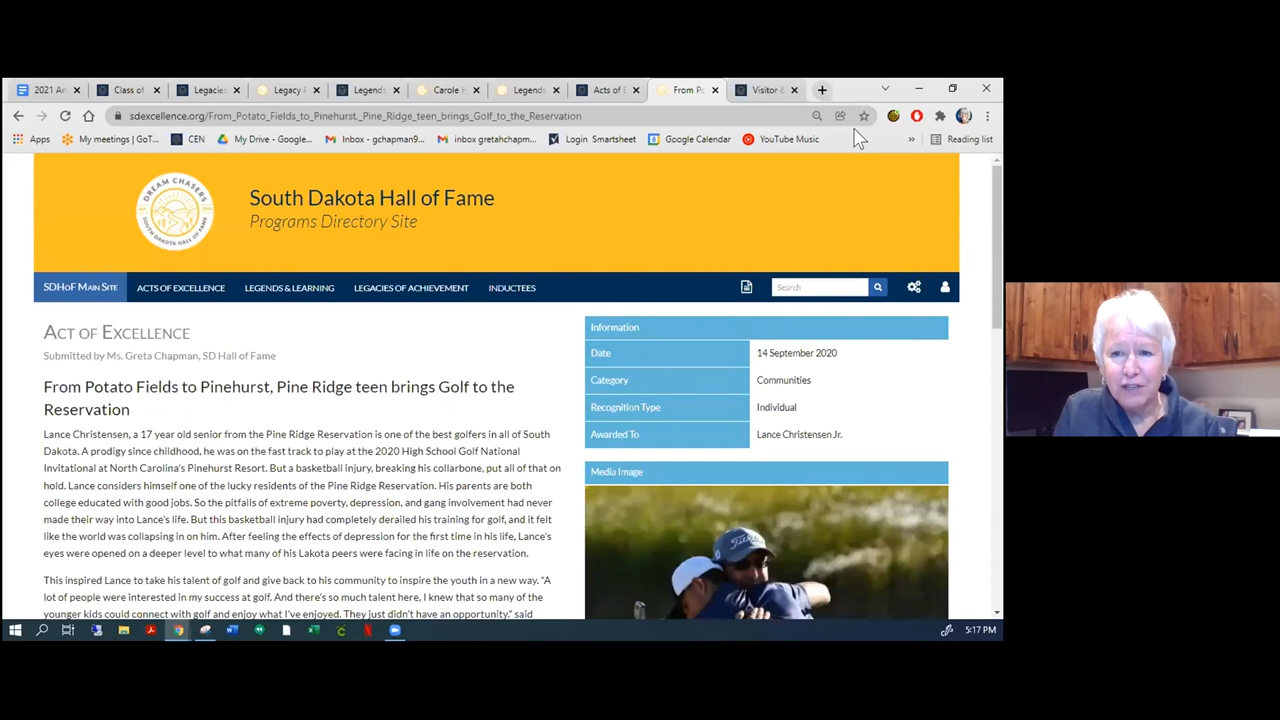 2021 An
Class of
Legacies
Legacy F
Legends
Carole H
Legends
Acts of E
From Po
Visitor &
sdexcellence.org/From_Potato_Fields_to_Pinehurst,_Pine_Ridge_teen_brings_Golf_to_the_Reservation
Apps
My meetings | GoT...
CEN
My Drive - Google...
Inbox - gchapman9...
inbox gretahchapm...
Login Smartsheet
Google Calendar
YouTube Music
»
Reading list
DREAM CHASERS
SOUTH DAKOTA HALL OF FAME
South Dakota Hall of Fame
Programs Directory Site
SDHoF Main Site
ACTS OF EXCELLENCE
LEGENDS & LEARNING
LEGACIES OF ACHIEVEMENT
INDUCTEES
Search
Act of Excellence
Submitted by Ms. Greta Chapman, SD Hall of Fame
From Potato Fields to Pinehurst, Pine Ridge teen brings Golf to the
Reservation
Lance Christensen, a 17 year old senior from the Pine Ridge Reservation is one of the best golfers in all of South
Dakota. A prodigy since childhood, he was on the fast track to play at the 2020 High School Golf National
Invitational at North Carolina's Pinehurst Resort. But a basketball injury, breaking his collarbone, put all of that on
hold. Lance considers himself one of the lucky residents of the Pine Ridge Reservation. His parents are both
college educated with good jobs. So the pitfalls of extreme poverty, depression, and gang involvement had never
made their way into Lance's life. But this basketball injury had completely derailed his training for golf, and it felt
like the world was collapsing in on him. After feeling the effects of depression for the first time in his life, Lance's
eyes were opened on a deeper level to what many of his Lakota peers were facing in life on the reservation.
This inspired Lance to take his talent of golf and give back to his community to inspire the youth in a new way. "A
lot of people were interested in my success at golf. And there's so much talent here, I knew that so many of the
younger kids could connect with golf and enjoy what I've enjoyed. They just didn't have an opportunity." said
Information
Date 14 September 2020
Category Communities
Recognition Type Individual
Awarded To Lance Christensen Jr.
Media Image
Titleist
5:17 PM